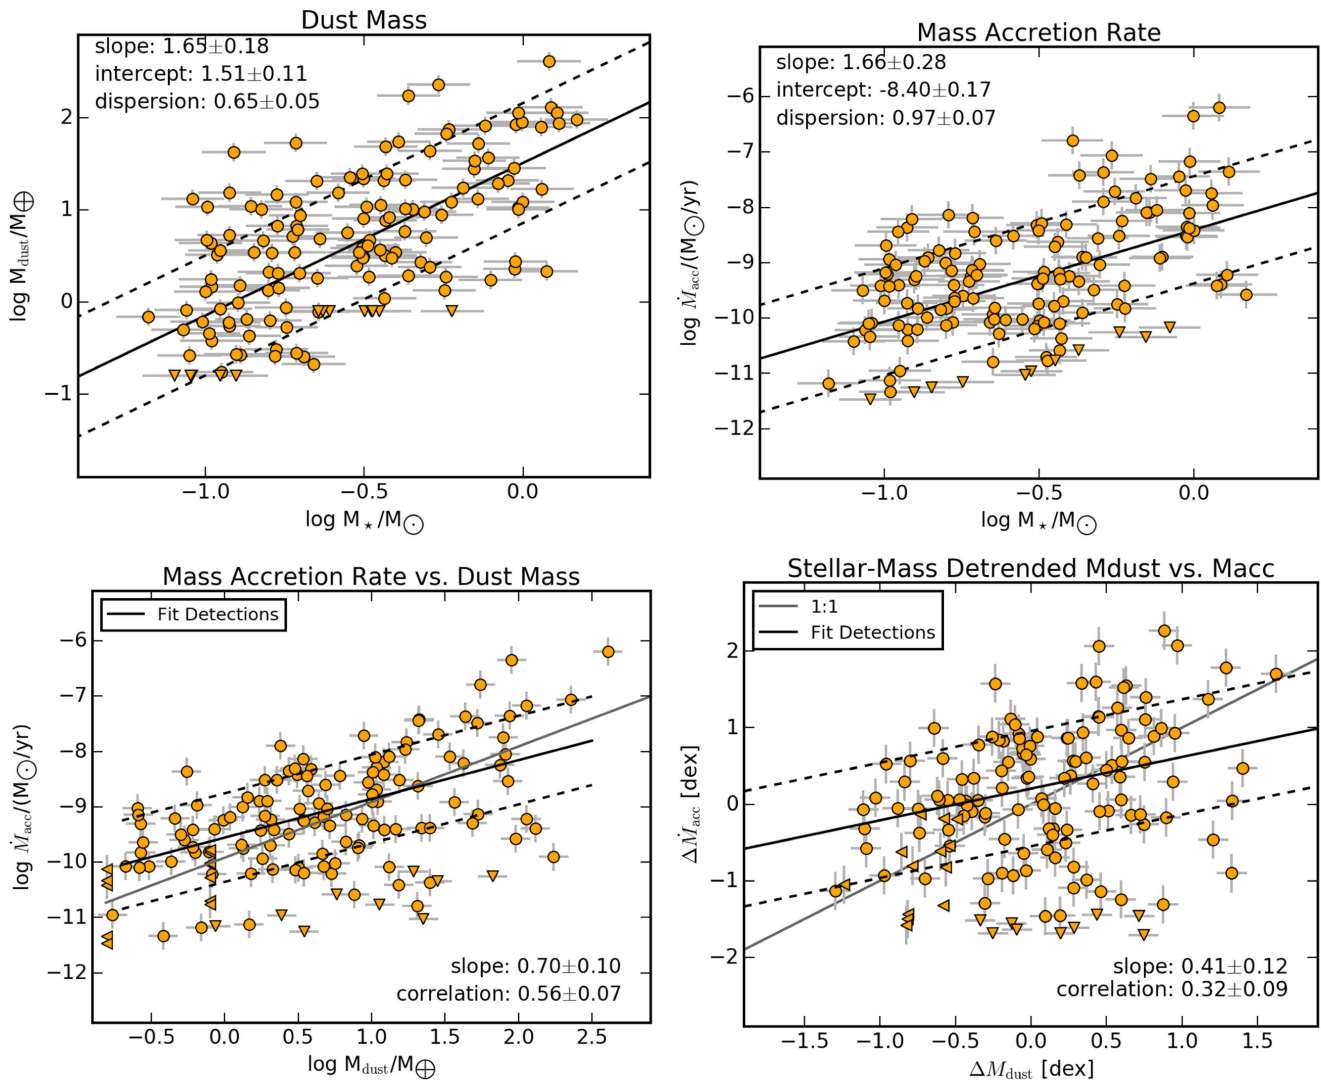 Dust Mass
slope: 1.65±0.18
intercept: 1.51±0.11
dispersion: 0.65±0.05
2
1
0
−1
log M_dust/M⨁
−1.0 −0.5 0.0
log M⋆/M⨀
Mass Accretion Rate
slope: 1.66±0.28
intercept: -8.40±0.17
dispersion: 0.97±0.07
−6
−7
−8
−9
−10
−11
−12
log Ṁ_acc/(M⨀/yr)
−1.0 −0.5 0.0
log M⋆/M⨀
Mass Accretion Rate vs. Dust Mass
Fit Detections
−6
−7
−8
−9
−10
−11
−12
log Ṁ_acc/(M⨀/yr)
slope: 0.70±0.10
correlation: 0.56±0.07
−0.5 0.0 0.5 1.0 1.5 2.0 2.5
log M_dust/M⨁
Stellar-Mass Detrended Mdust vs. Macc
1:1
Fit Detections
2
1
0
−1
−2
ΔṀ_acc [dex]
slope: 0.41±0.12
correlation: 0.32±0.09
−1.5 −1.0 −0.5 0.0 0.5 1.0 1.5
ΔM_dust [dex]